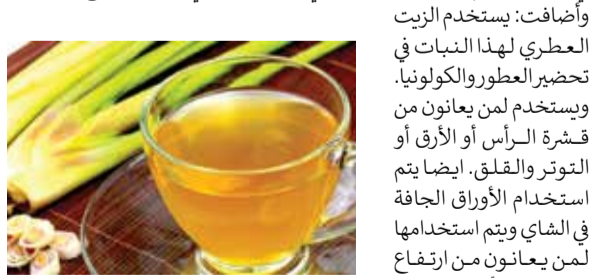 وأضافت: يستخدم الزيت
العطري لهذا النبات في
تحضير العطور والكولونيا.
ويستخدم لمن يعانون من
قشرة الرأس أو الأرق أو
التوتر والقلق. ايضا يتم
استخدام الأوراق الجافة
في الشاي ويتم استخدامها
لمن يعانون من ارتفاع